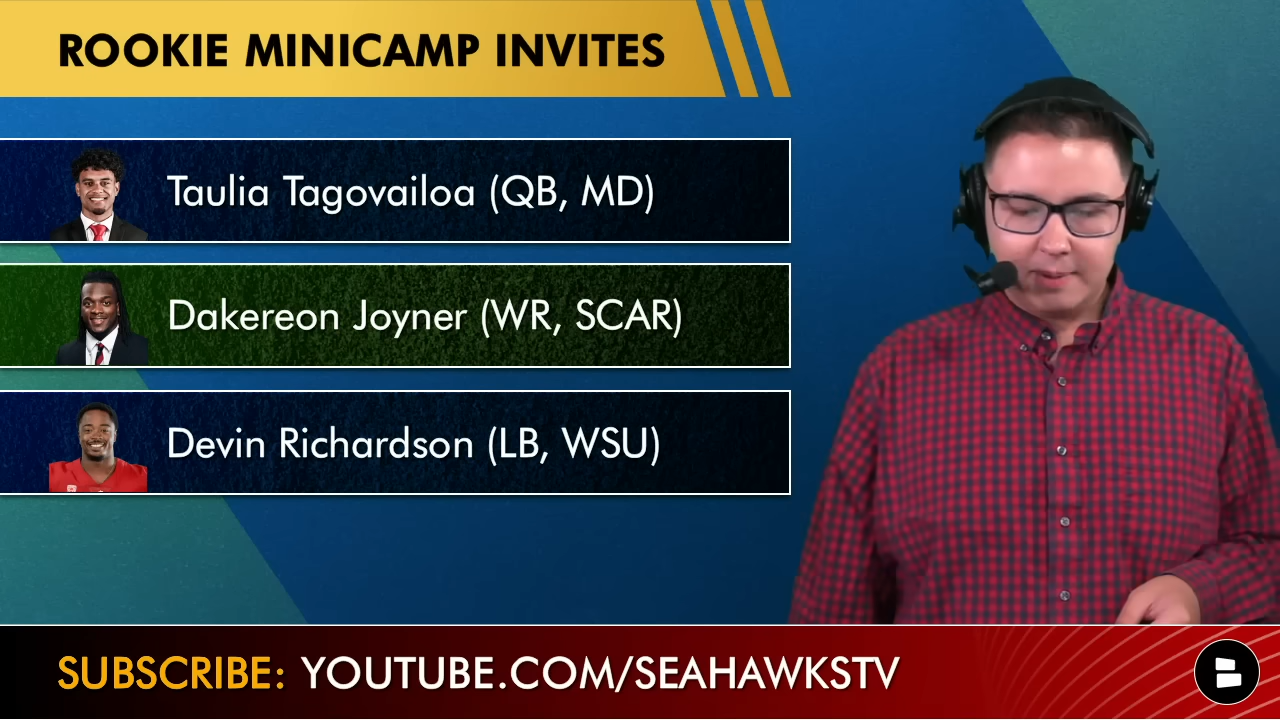 ROOKIE MINICAMP INVITES
Taulia Tagovailoa (QB, MD)
Dakereon Joyner (WR, SCAR)
Devin Richardson (LB, WSU)
SUBSCRIBE: YOUTUBE.COM/SEAHAWKSTV